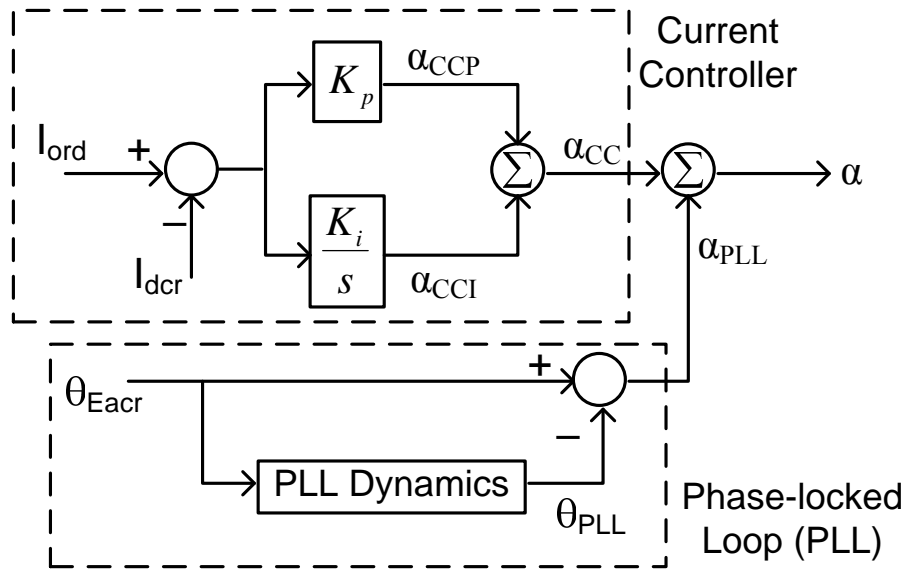 Current
Controller
K_p
α_CCP
I_ord
+
Σ
α_CC
Σ
α
−
K_i
s
I_dcr
α_CCI
α_PLL
θ_Eacr
+
−
PLL Dynamics
θ_PLL
Phase-locked
Loop (PLL)